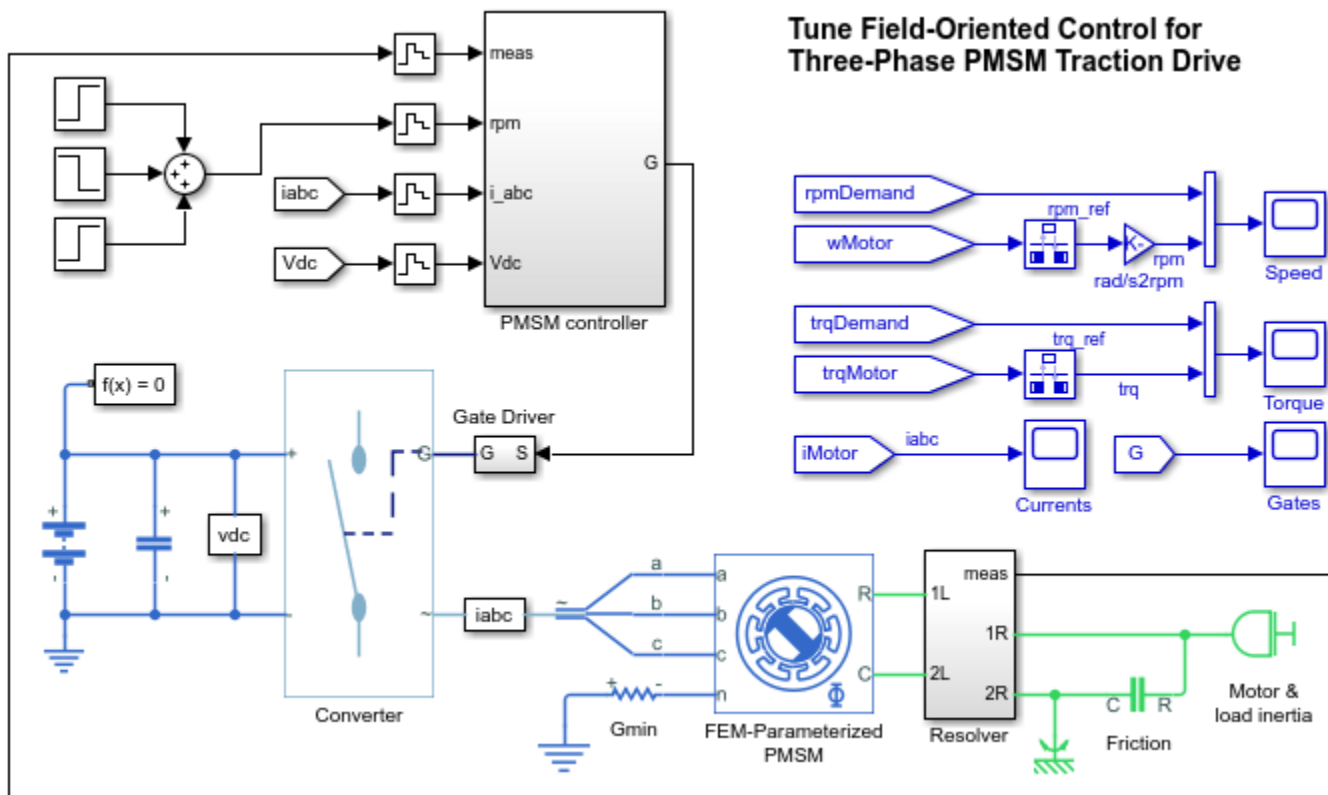 Tune Field-Oriented Control for
Three-Phase PMSM Traction Drive
meas
rpm
i_abc
Vdc
G
iabc
Vdc
PMSM controller
rpmDemand
wMotor
rpm_ref
K-
rpm
rad/s2rpm
Speed
trqDemand
trqMotor
trq_ref
trq
Torque
iMotor
iabc
Currents
G
Gates
f(x) = 0
Gate Driver
G S
+
G
+
+
vdc
-
-
-
~
Converter
iabc
~
a
b
c
a
b
c
n
+
-
Gmin
R
C
Φ
FEM-Parameterized
PMSM
meas
1L
1R
2L
2R
Resolver
C R
Friction
Motor &
load inertia
+
+
+